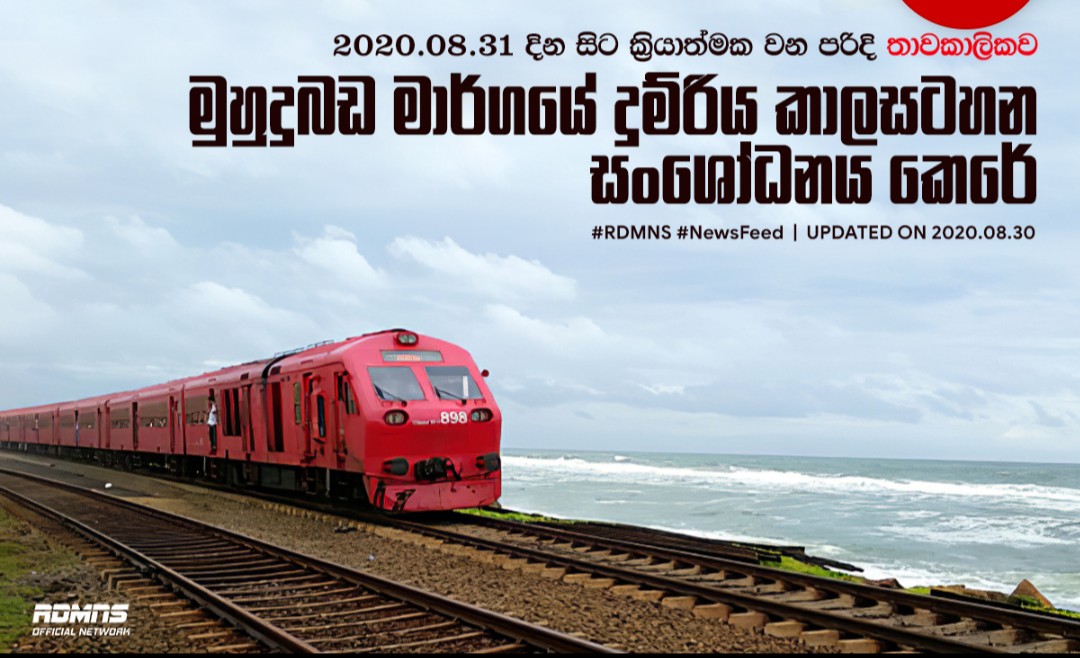 2020.08.31 දින සිට ක්‍රියාත්මක වන පරිදි තාවකාලිකව
මුහුදුබඩ මාර්ගයේ දුම්රිය කාලසටහන
සංශෝධනය කෙරේ
#RDMNS #NewsFeed | UPDATED ON 2020.08.30
898
RDMNS
OFFICIAL NETWORK